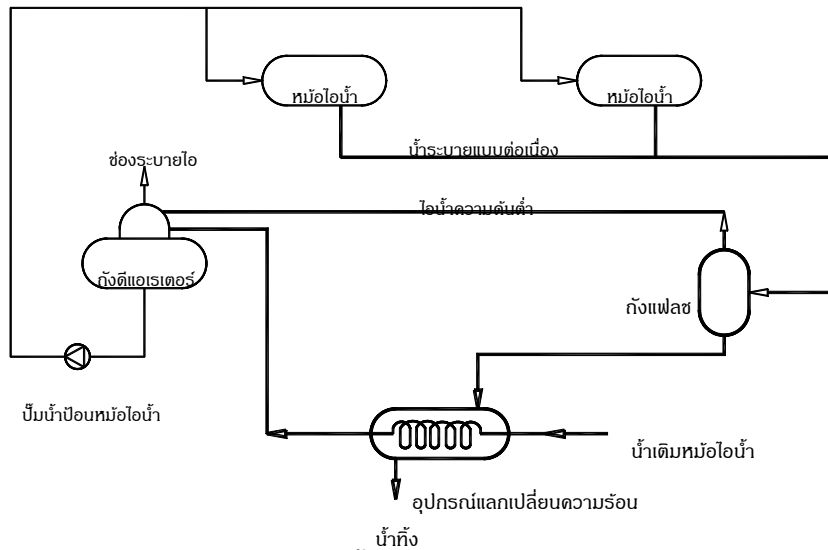 หม้อไอน้ำ
หม้อไอน้ำ
น้ำระบายแบบต่อเนื่อง
ช่องระบายไอ
ไอน้ำความดันต่ำ
ถังดีแอเรเตอร์
ถังแฟลซ
ปั๊มน้ำป้อนหม้อไอน้ำ
น้ำเติมหม้อไอน้ำ
อุปกรณ์แลกเปลี่ยนความร้อน
น้ำทิ้ง